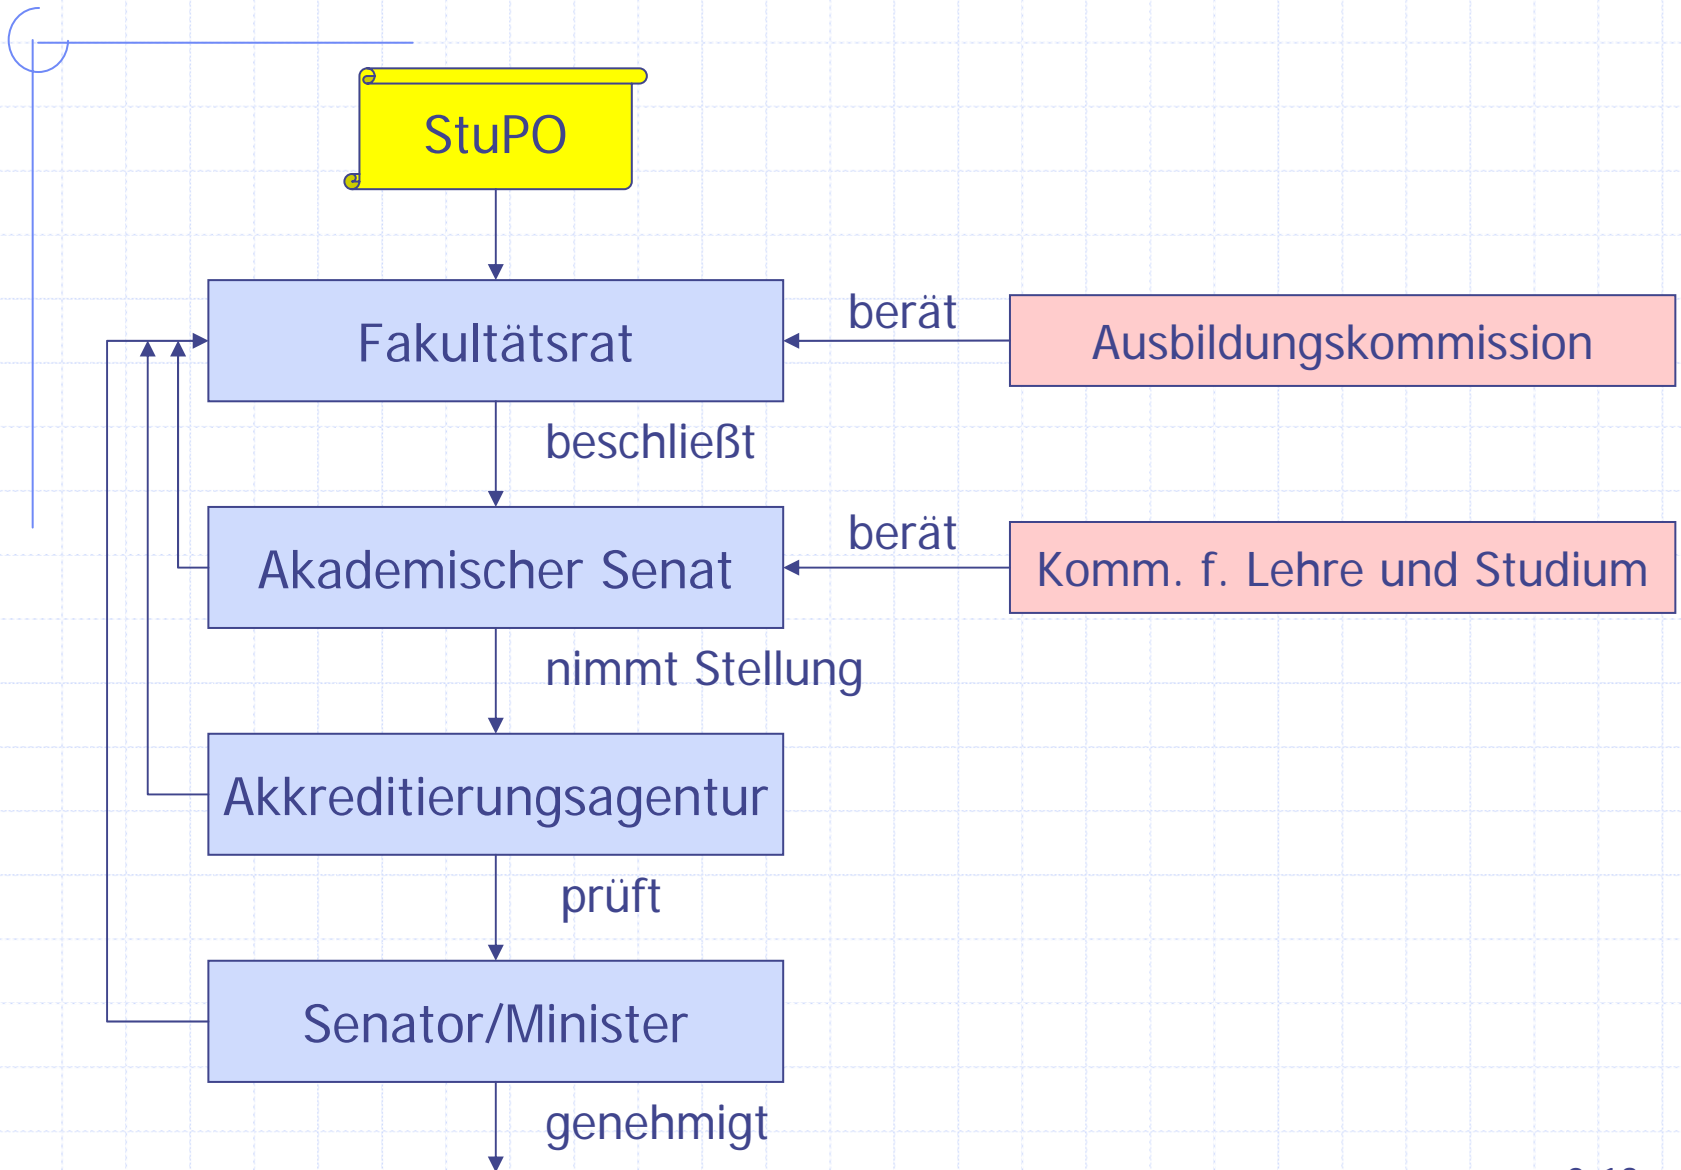 StuPO
Fakultätsrat
berät
Ausbildungskommission
beschließt
Akademischer Senat
berät
Komm. f. Lehre und Studium
nimmt Stellung
Akkreditierungsagentur
prüft
Senator/Minister
genehmigt